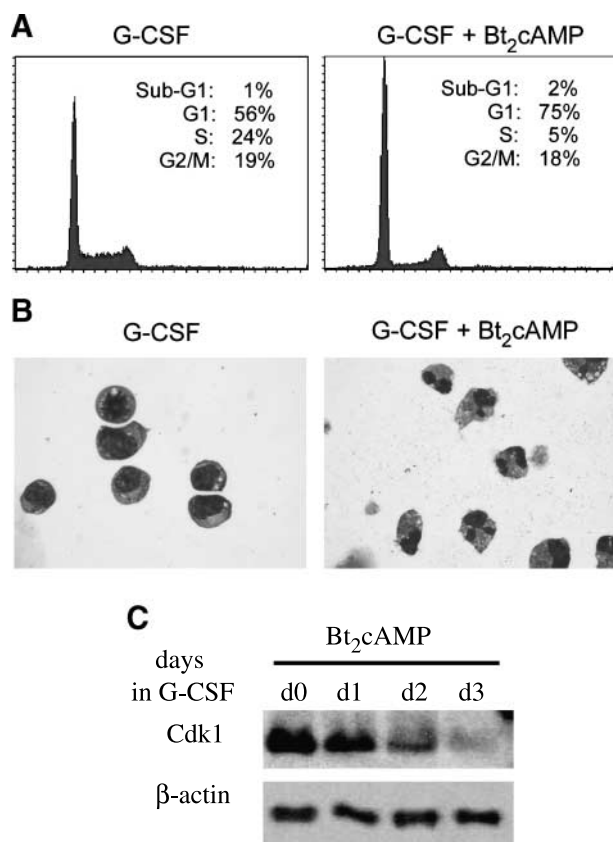 A
G-CSF
G-CSF + Bt₂cAMP
Sub-G1: 1%
G1: 56%
S: 24%
G2/M: 19%
Sub-G1: 2%
G1: 75%
S: 5%
G2/M: 18%
B
G-CSF
G-CSF + Bt₂cAMP
C
Bt₂cAMP
days
in G-CSF d0 d1 d2 d3
Cdk1
β-actin